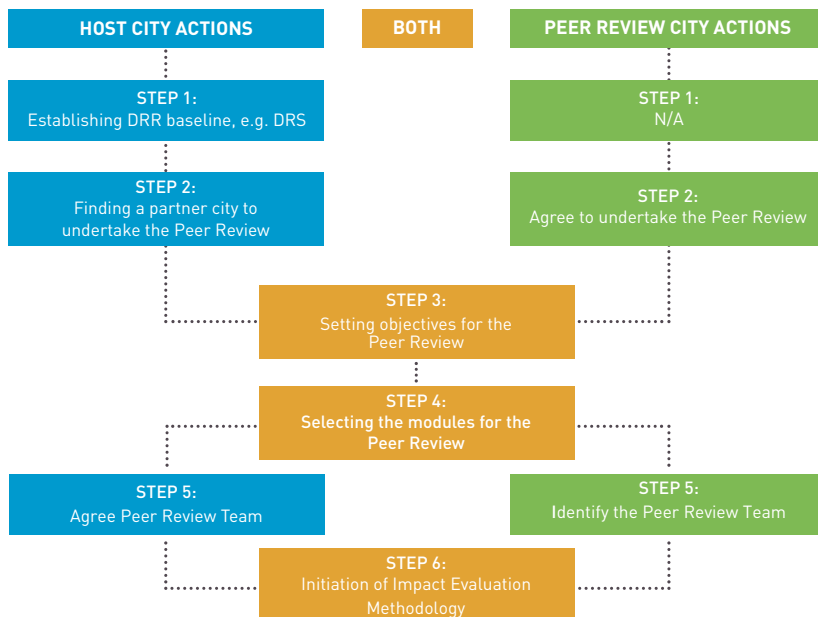 HOST CITY ACTIONS
BOTH
PEER REVIEW CITY ACTIONS
STEP 1:
Establishing DRR baseline, e.g. DRS
STEP 1:
N/A
STEP 2:
Finding a partner city to
undertake the Peer Review
STEP 2:
Agree to undertake the Peer Review
STEP 3:
Setting objectives for the
Peer Review
STEP 4:
Selecting the modules for the
Peer Review
STEP 5:
Agree Peer Review Team
STEP 5:
Identify the Peer Review Team
STEP 6:
Initiation of Impact Evaluation
Methodology